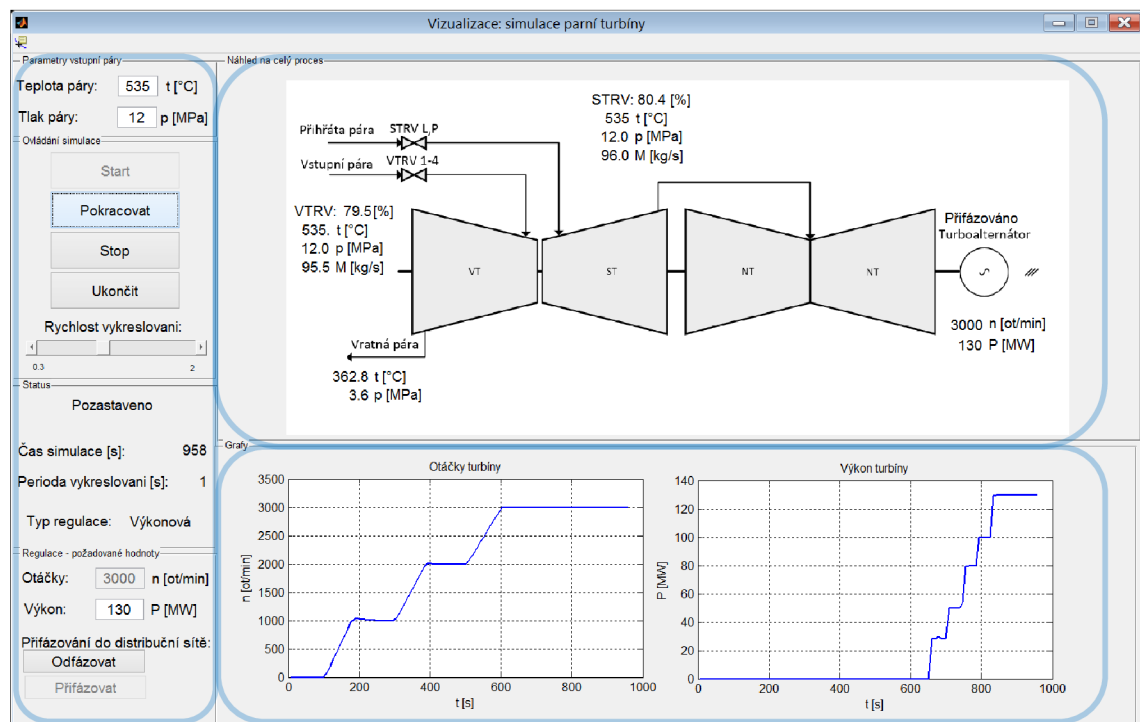 Vizualizace: simulace parní turbíny
Parametry vstupní páry
Teplota páry: 535 t [°C]
Tlak páry: 12 p [MPa]
Ovládání simulace
Start
Pokracovat
Stop
Ukončit
Rychlost vykreslovani:
0.3 2
Status
Pozastaveno
Čas simulace [s]: 958
Perioda vykreslovani [s]: 1
Typ regulace: Výkonová
Regulace - požadované hodnoty
Otáčky: 3000 n [ot/min]
Výkon: 130 P [MW]
Přifázování do distribuční sítě:
Odfázovat
Přifázovat
Náhled na celý proces
STRV: 80.4 [%]
535 t [°C]
12.0 p [MPa]
96.0 M [kg/s]
Přihřátá pára STRV L,P
Vstupní pára VTRV 1-4
VTRV: 79.5 [%]
535. t [°C]
12.0 p [MPa]
95.5 M [kg/s]
VT ST NT NT
Přifázováno
Turboalternátor
3000 n [ot/min]
130 P [MW]
Vratná pára
362.8 t [°C]
3.6 p [MPa]
Grafy
Otáčky turbíny
n [ot/min]
3500
3000
2500
2000
1500
1000
500
0
0 200 400 600 800 1000
t [s]
Výkon turbíny
P [MW]
140
120
100
80
60
40
20
0
0 200 400 600 800 1000
t [s]